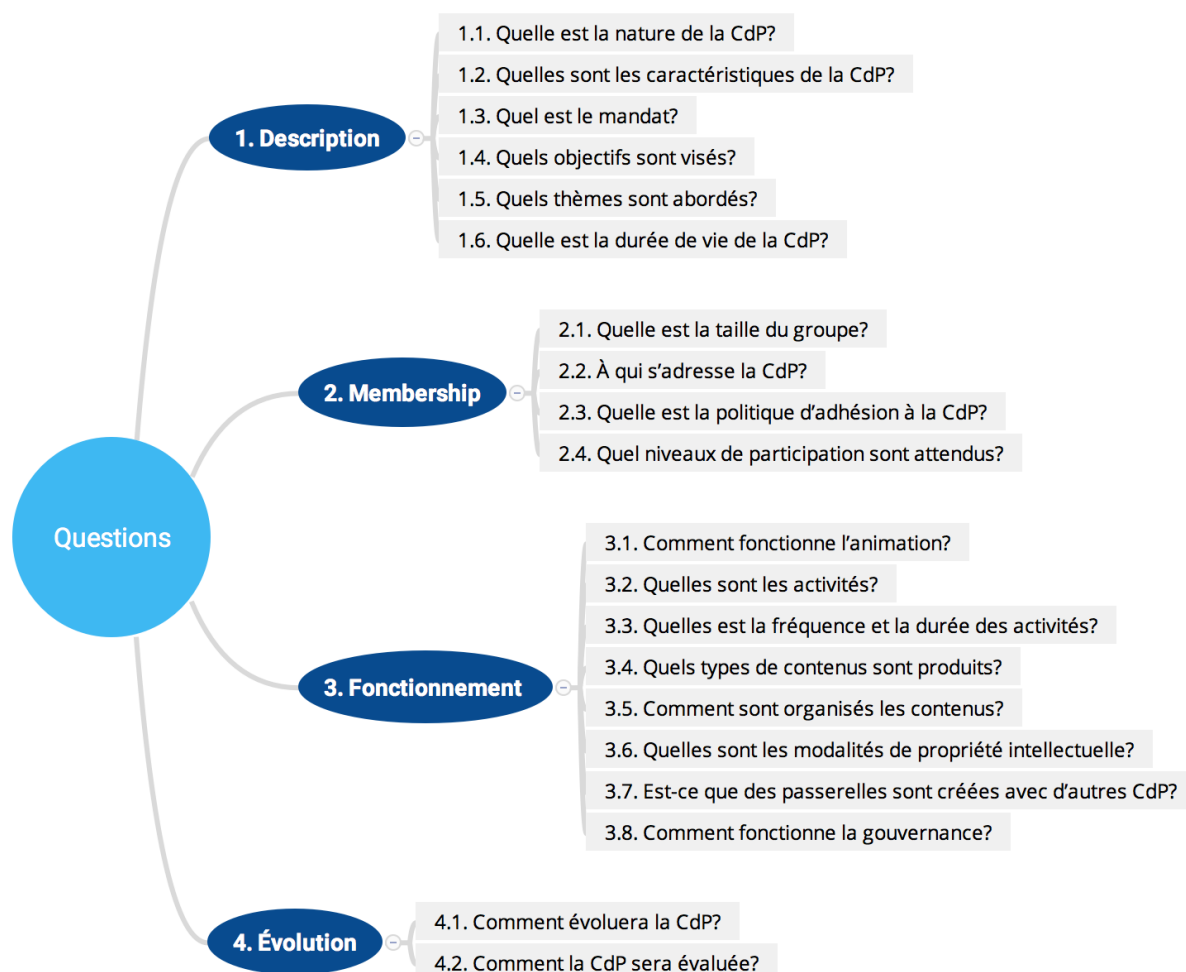 Questions
1. Description
1.1. Quelle est la nature de la CdP?
1.2. Quelles sont les caractéristiques de la CdP?
1.3. Quel est le mandat?
1.4. Quels objectifs sont visés?
1.5. Quels thèmes sont abordés?
1.6. Quelle est la durée de vie de la CdP?
2. Membership
2.1. Quelle est la taille du groupe?
2.2. À qui s’adresse la CdP?
2.3. Quelle est la politique d’adhésion à la CdP?
2.4. Quel niveaux de participation sont attendus?
3. Fonctionnement
3.1. Comment fonctionne l’animation?
3.2. Quelles sont les activités?
3.3. Quelles est la fréquence et la durée des activités?
3.4. Quels types de contenus sont produits?
3.5. Comment sont organisés les contenus?
3.6. Quelles sont les modalités de propriété intellectuelle?
3.7. Est-ce que des passerelles sont créées avec d’autres CdP?
3.8. Comment fonctionne la gouvernance?
4. Évolution
4.1. Comment évoluera la CdP?
4.2. Comment la CdP sera évaluée?